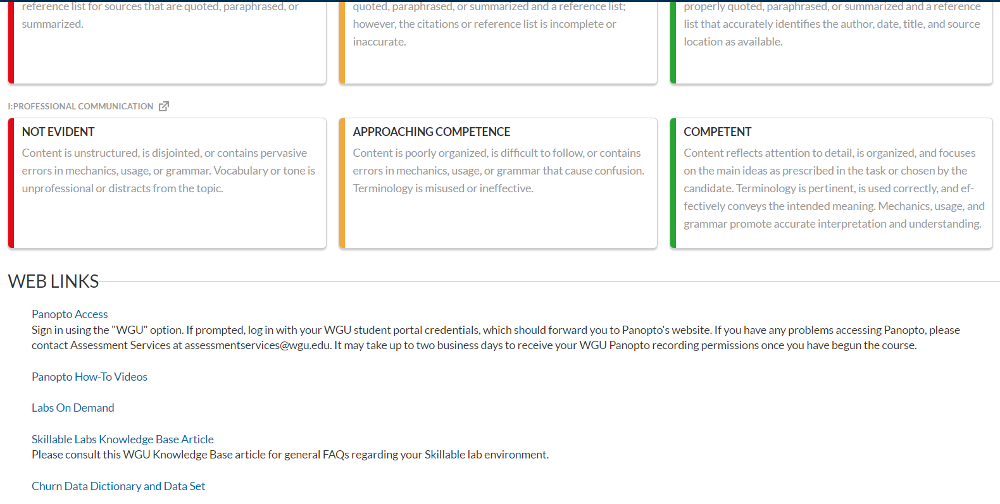 reference list for sources that are quoted, paraphrased, or
summarized.
quoted, paraphrased, or summarized and a reference list;
however, the citations or reference list is incomplete or
inaccurate.
properly quoted, paraphrased, or summarized and a reference
list that accurately identifies the author, date, title, and source
location as available.
I:PROFESSIONAL COMMUNICATION
NOT EVIDENT
Content is unstructured, is disjointed, or contains pervasive
errors in mechanics, usage, or grammar. Vocabulary or tone is
unprofessional or distracts from the topic.
APPROACHING COMPETENCE
Content is poorly organized, is difficult to follow, or contains
errors in mechanics, usage, or grammar that cause confusion.
Terminology is misused or ineffective.
COMPETENT
Content reflects attention to detail, is organized, and focuses
on the main ideas as prescribed in the task or chosen by the
candidate. Terminology is pertinent, is used correctly, and ef-
fectively conveys the intended meaning. Mechanics, usage, and
grammar promote accurate interpretation and understanding.
WEB LINKS
Panopto Access
Sign in using the "WGU" option. If prompted, log in with your WGU student portal credentials, which should forward you to Panopto's website. If you have any problems accessing Panopto, please
contact Assessment Services at assessmentservices@wgu.edu. It may take up to two business days to receive your WGU Panopto recording permissions once you have begun the course.
Panopto How-To Videos
Labs On Demand
Skillable Labs Knowledge Base Article
Please consult this WGU Knowledge Base article for general FAQs regarding your Skillable lab environment.
Churn Data Dictionary and Data Set